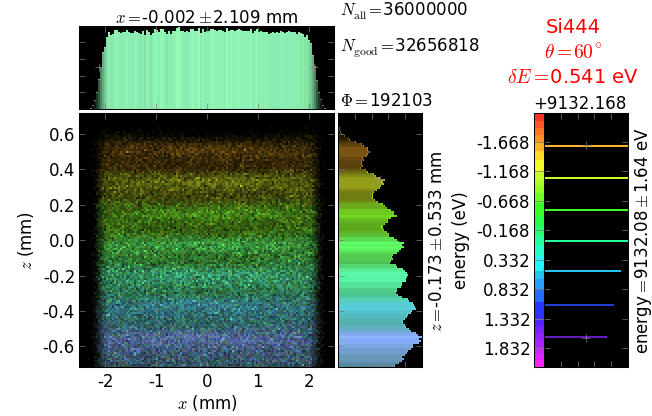 x = -0.002 ± 2.109 mm
N_all = 36000000
N_good = 32656818
Φ = 192103
Si444
θ = 60°
δE = 0.541 eV
+9132.168
0.6
0.4
0.2
0.0
-0.2
-0.4
-0.6
z (mm)
-2
-1
0
1
2
x (mm)
z = -0.173 ± 0.533 mm
energy (eV)
-1.668
-1.168
-0.668
-0.168
0.332
0.832
1.332
1.832
energy = 9132.08 ± 1.64 eV